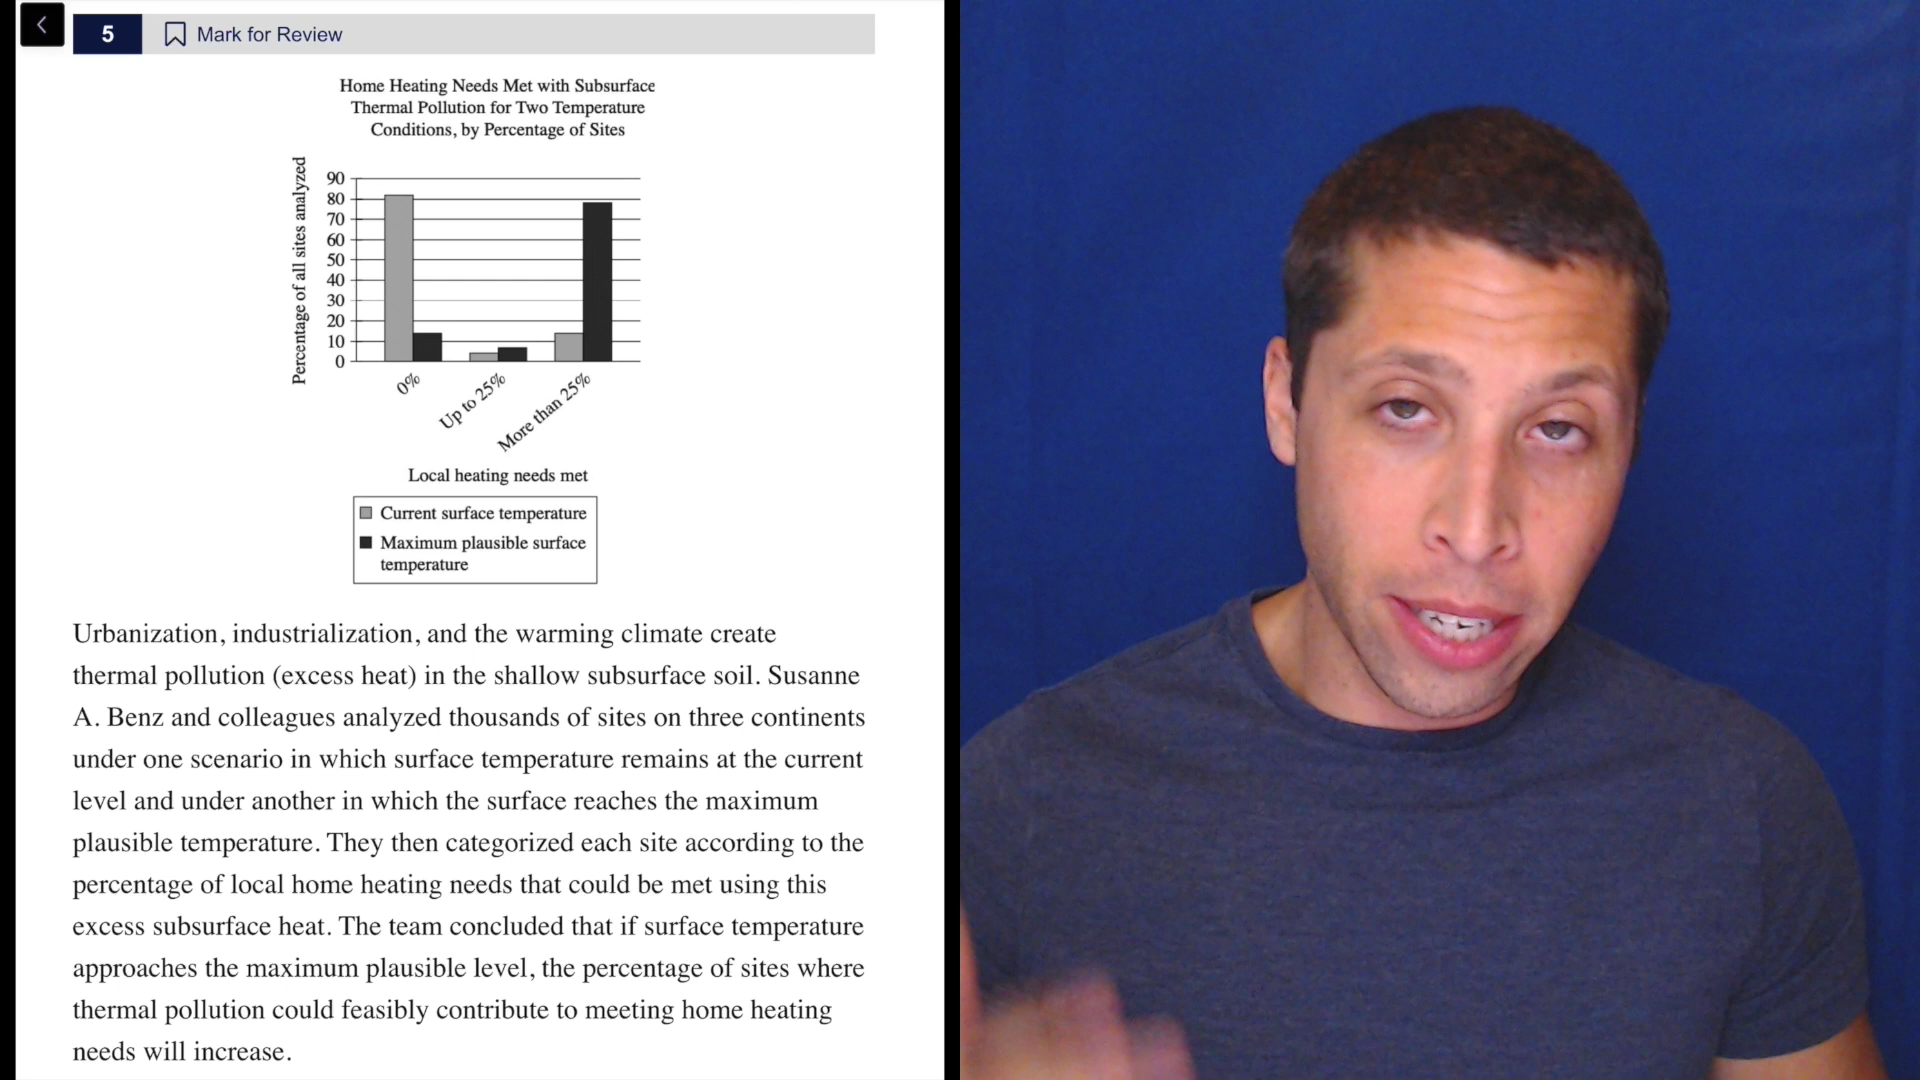 5
Mark for Review
Home Heating Needs Met with Subsurface
Thermal Pollution for Two Temperature
Conditions, by Percentage of Sites
Percentage of all sites analyzed
90
80
70
60
50
40
30
20
10
0
0%
Up to 25%
More than 25%
Local heating needs met
Current surface temperature
Maximum plausible surface
temperature
Urbanization, industrialization, and the warming climate create
thermal pollution (excess heat) in the shallow subsurface soil. Susanne
A. Benz and colleagues analyzed thousands of sites on three continents
under one scenario in which surface temperature remains at the current
level and under another in which the surface reaches the maximum
plausible temperature. They then categorized each site according to the
percentage of local home heating needs that could be met using this
excess subsurface heat. The team concluded that if surface temperature
approaches the maximum plausible level, the percentage of sites where
thermal pollution could feasibly contribute to meeting home heating
needs will increase.